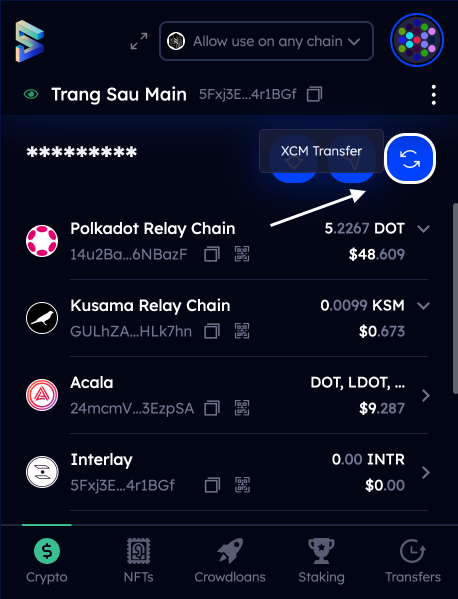 Allow use on any chain
Trang Sau Main 5Fxj3E...4r1BGf
*********
XCM Transfer
Polkadot Relay Chain 5.2267 DOT
14u2Ba...6NBazF $48.609
Kusama Relay Chain 0.0099 KSM
GULhZA...HLk7hn $0.673
Acala DOT, LDOT, ...
24mcmV...3EzpSA $9.287
Interlay 0.00 INTR
5Fxj3E...4r1BGf $0.00
Crypto NFTs Crowdloans Staking Transfers